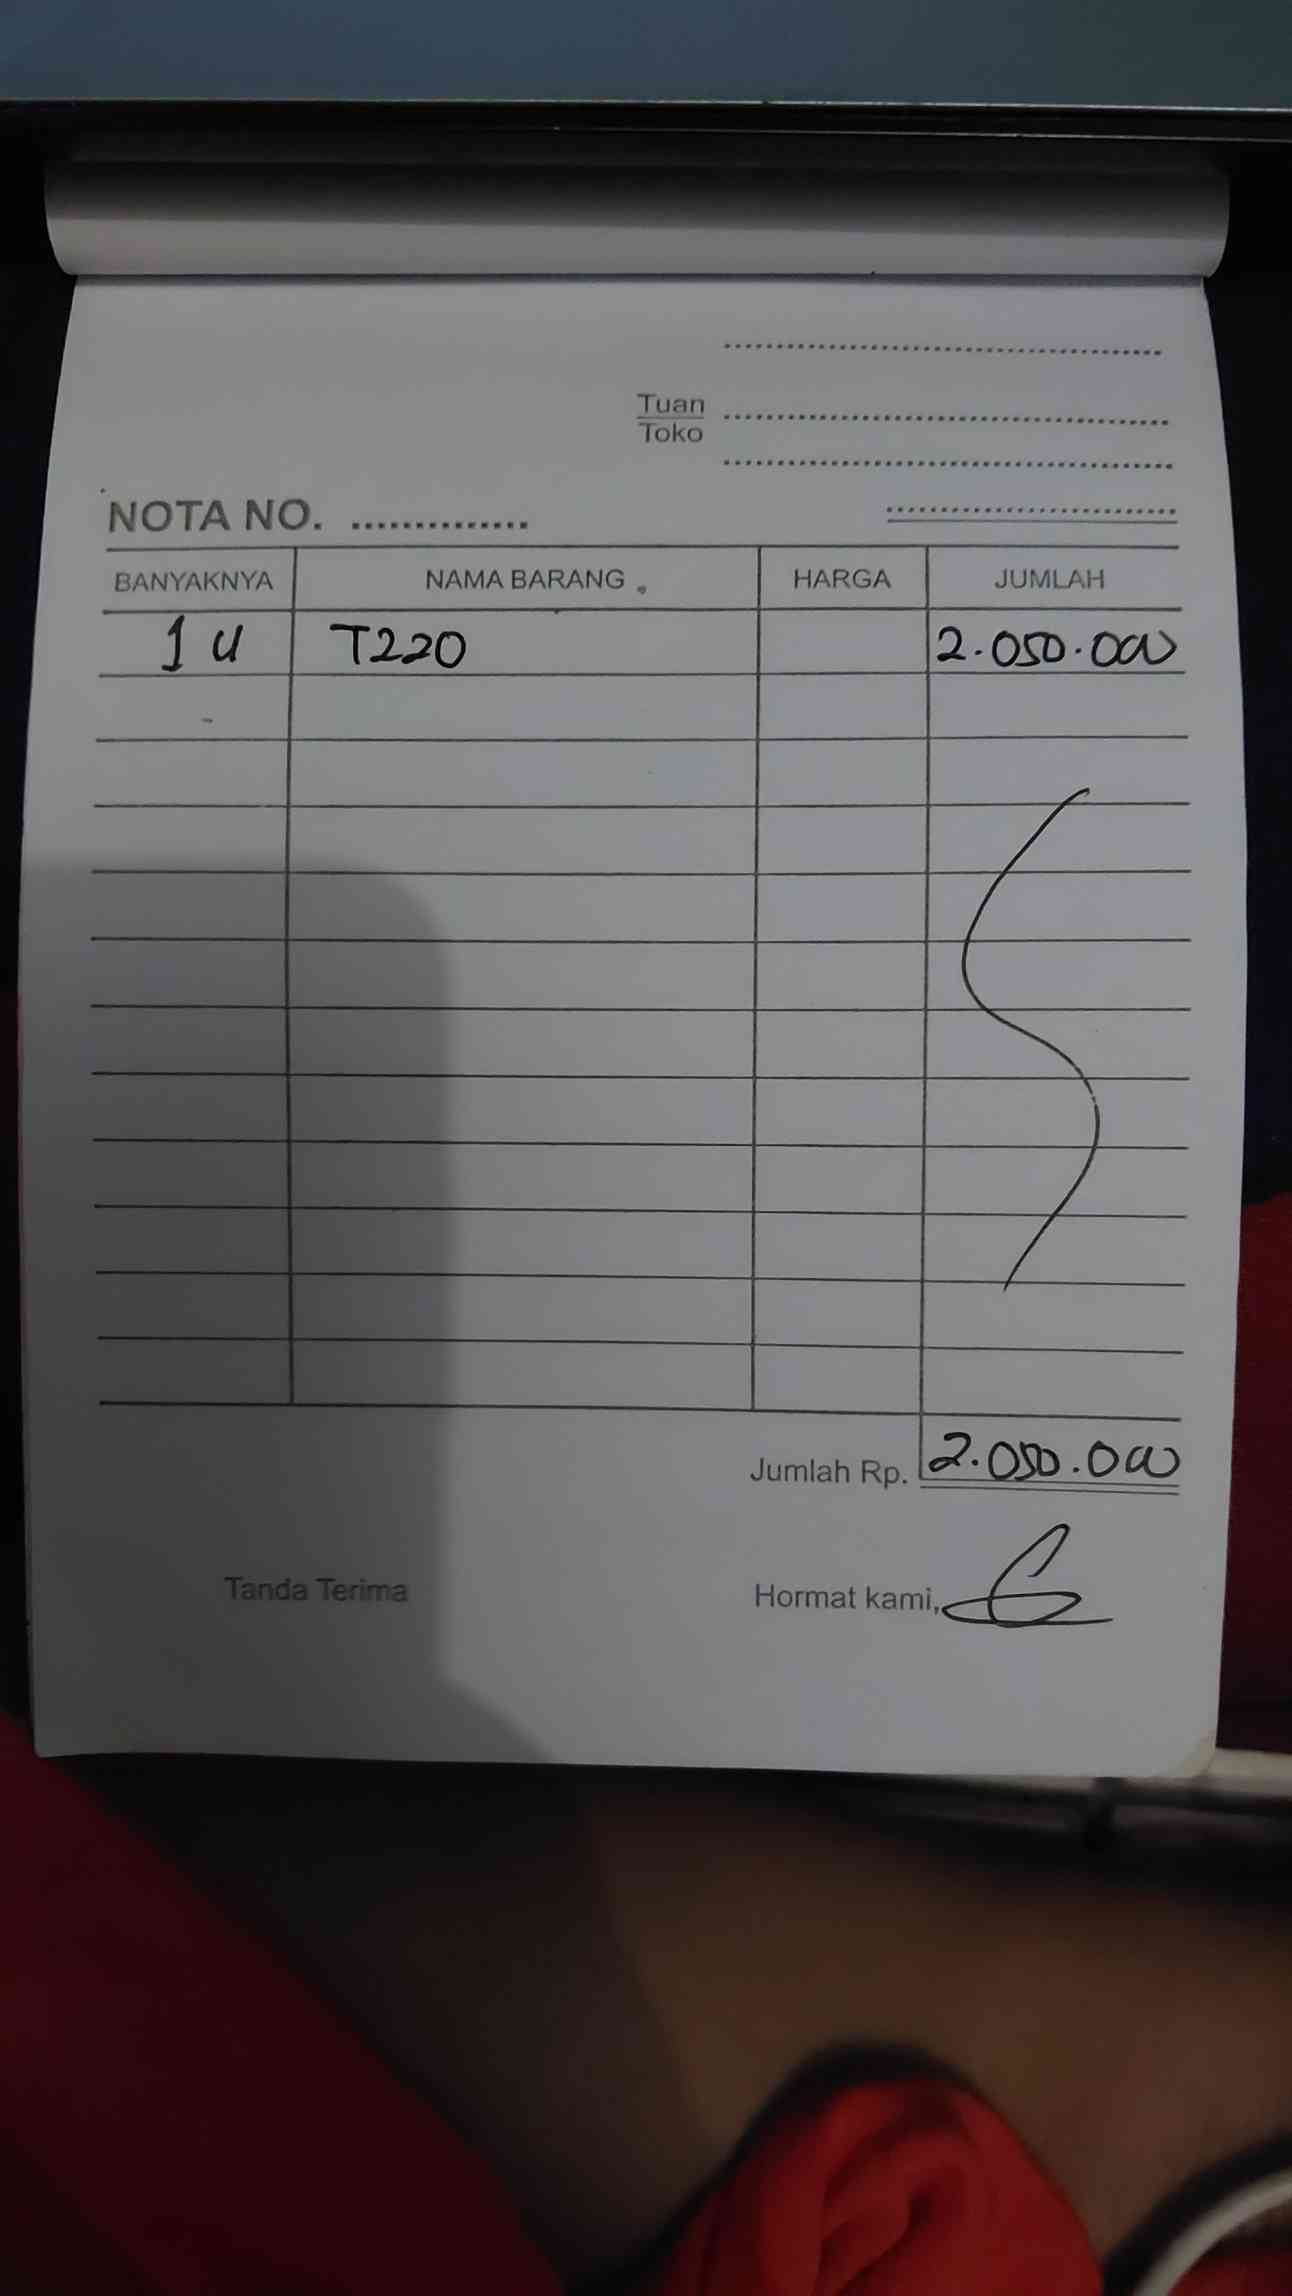 Tuan
Toko
NOTA NO. ..............
BANYAKNYA NAMA BARANG HARGA JUMLAH
1 U T220 2.050.000
Jumlah Rp. 2.050.000
Tanda Terima Hormat kami,